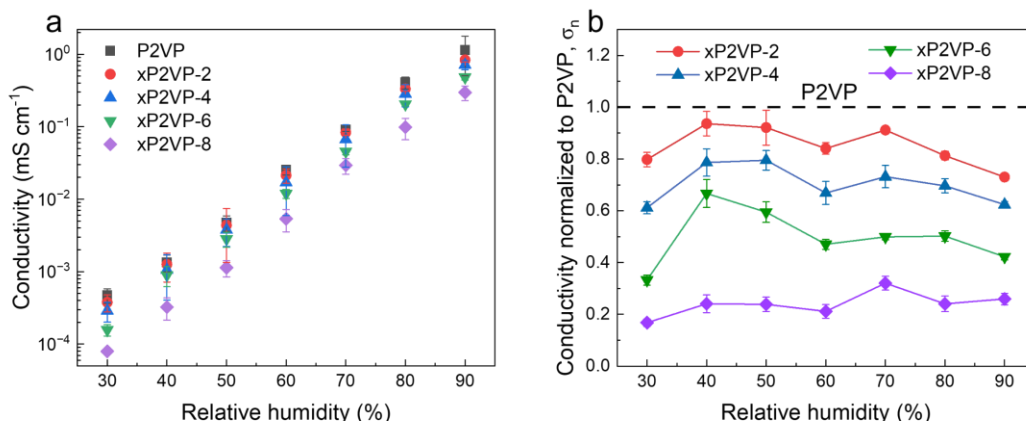 a
Conductivity (mS cm⁻¹)
10⁰
10⁻¹
10⁻²
10⁻³
10⁻⁴
P2VP
xP2VP-2
xP2VP-4
xP2VP-6
xP2VP-8
30 40 50 60 70 80 90
Relative humidity (%)
b
Conductivity normalized to P2VP, σₙ
1.2
1.0
0.8
0.6
0.4
0.2
0.0
xP2VP-2 xP2VP-6
xP2VP-4 xP2VP-8
P2VP
30 40 50 60 70 80 90
Relative humidity (%)